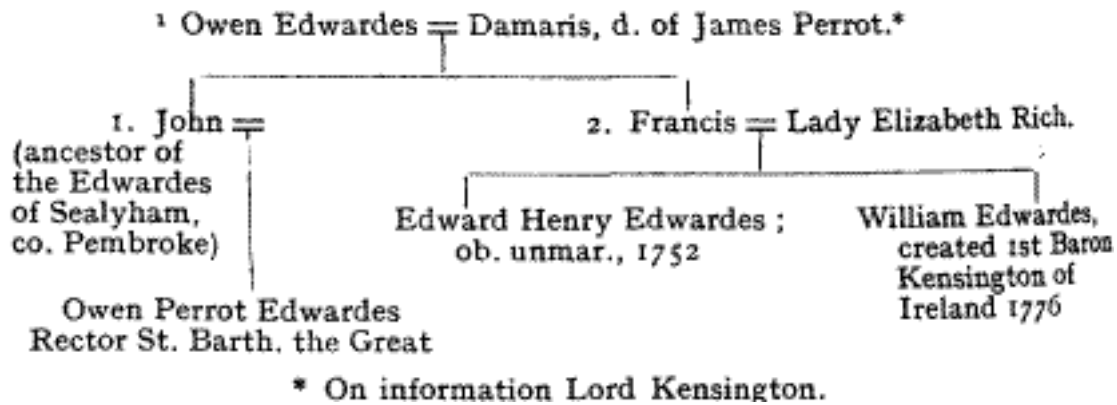 ¹ Owen Edwardes = Damaris, d. of James Perrot.*
1. John =
(ancestor of
the Edwardes
of Sealyham,
co. Pembroke)
Owen Perrot Edwardes
Rector St. Barth. the Great
2. Francis = Lady Elizabeth Rich.
Edward Henry Edwardes ;
ob. unmar., 1752
William Edwardes,
created 1st Baron
Kensington of
Ireland 1776
* On information Lord Kensington.